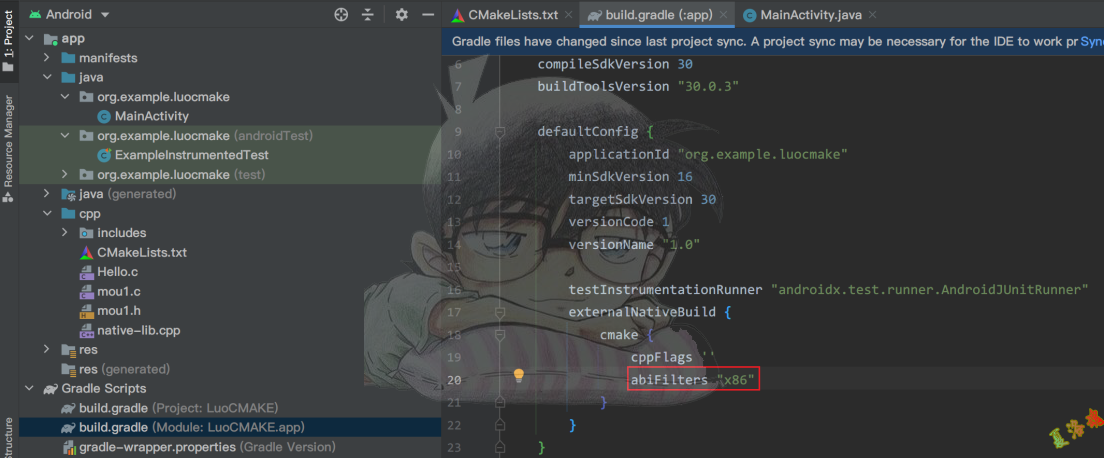 Android
CMakeLists.txt
build.gradle (:app)
MainActivity.java
1: Project
Resource Manager
Structure
app
manifests
java
org.example.luocmake
MainActivity
org.example.luocmake (androidTest)
ExampleInstrumentedTest
org.example.luocmake (test)
java (generated)
cpp
includes
CMakeLists.txt
Hello.c
mou1.c
mou1.h
native-lib.cpp
res
res (generated)
Gradle Scripts
build.gradle (Project: LuoCMAKE)
build.gradle (Module: LuoCMAKE.app)
gradle-wrapper.properties (Gradle Version)
Gradle files have changed since last project sync. A project sync may be necessary for the IDE to work pr Sync
6 compileSdkVersion 30
7 buildToolsVersion "30.0.3"
8
9 defaultConfig {
10 applicationId "org.example.luocmake"
11 minSdkVersion 16
12 targetSdkVersion 30
13 versionCode 1
14 versionName "1.0"
15
16 testInstrumentationRunner "androidx.test.runner.AndroidJUnitRunner"
17 externalNativeBuild {
18 cmake {
19 cppFlags ''
20 abiFilters "x86"
21 }
22 }
23 }